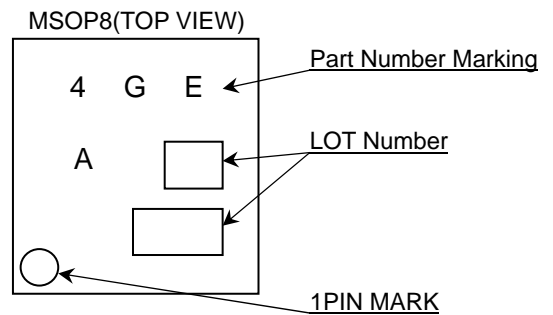 MSOP8(TOP VIEW)
4 G E
Part Number Marking
A
LOT Number
1PIN MARK